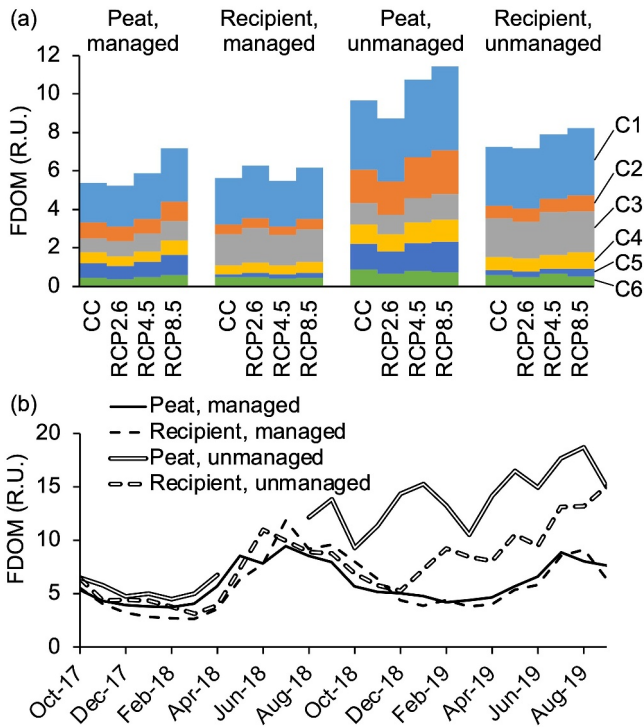 (a) Peat, managed Recipient, managed Peat, unmanaged Recipient, unmanaged
FDOM (R.U.)
12
10
8
6
4
2
0
C1
C2
C3
C4
C5
C6
CC RCP2.6 RCP4.5 RCP8.5 CC RCP2.6 RCP4.5 RCP8.5 CC RCP2.6 RCP4.5 RCP8.5 CC RCP2.6 RCP4.5 RCP8.5
(b)
Peat, managed
Recipient, managed
Peat, unmanaged
Recipient, unmanaged
FDOM (R.U.)
20
15
10
5
0
Oct-17 Dec-17 Feb-18 Apr-18 Jun-18 Aug-18 Oct-18 Dec-18 Feb-19 Apr-19 Jun-19 Aug-19